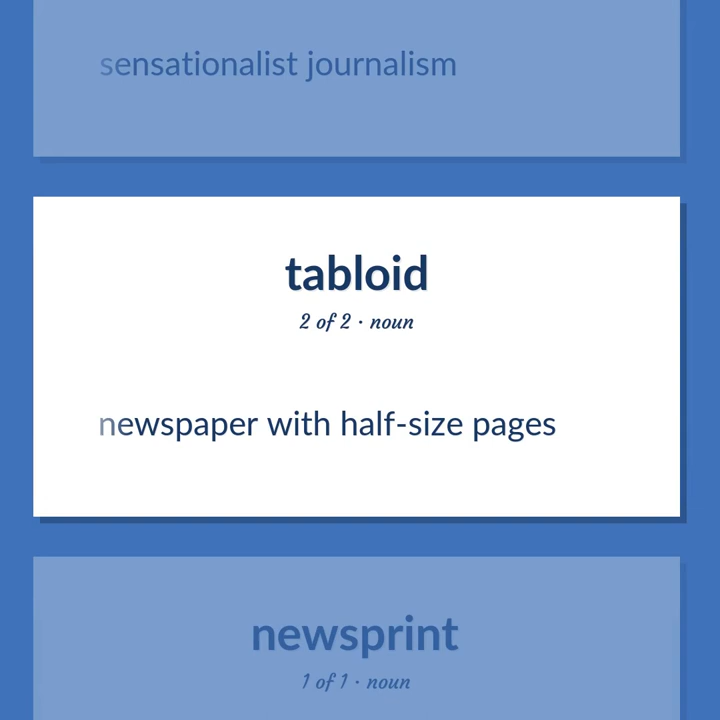 sensationalist journalism
tabloid
2 of 2 · noun
newspaper with half-size pages
newsprint
1 of 1 · noun